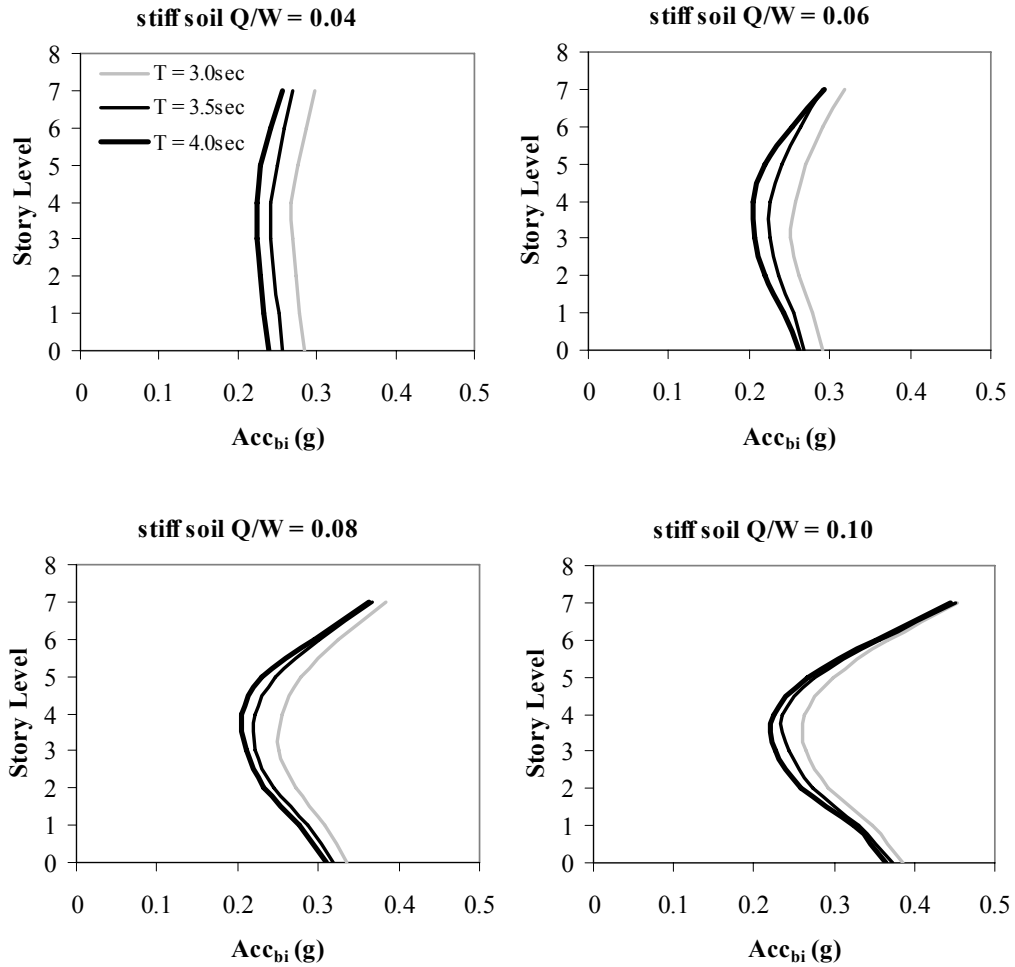 stiff soil Q/W = 0.04
8
7
6
5
4
3
2
1
0
Story Level
T = 3.0sec
T = 3.5sec
T = 4.0sec
0 0.1 0.2 0.3 0.4 0.5
Acc_bi (g)
stiff soil Q/W = 0.06
8
7
6
5
4
3
2
1
0
Story Level
0 0.1 0.2 0.3 0.4 0.5
Acc_bi (g)
stiff soil Q/W = 0.08
8
7
6
5
4
3
2
1
0
Story Level
0 0.1 0.2 0.3 0.4 0.5
Acc_bi (g)
stiff soil Q/W = 0.10
8
7
6
5
4
3
2
1
0
Story Level
0 0.1 0.2 0.3 0.4 0.5
Acc_bi (g)